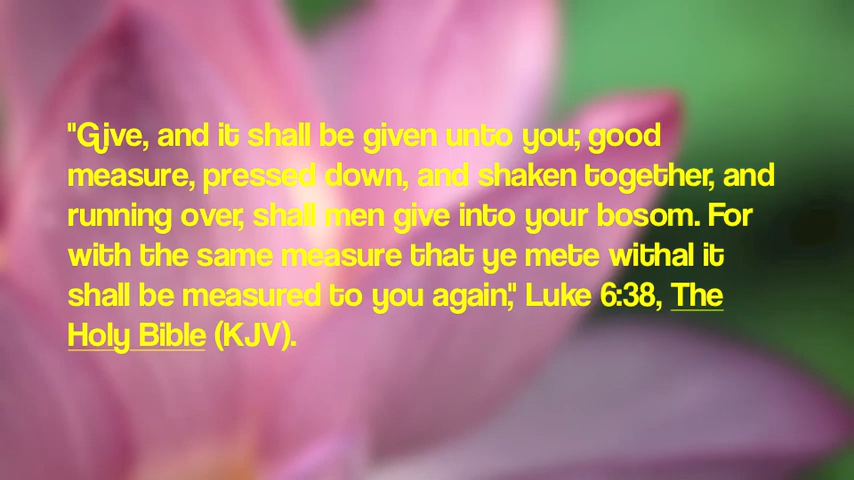 "Give, and it shall be given unto you; good
measure, pressed down, and shaken together, and
running over, shall men give into your bosom. For
with the same measure that ye mete withal it
shall be measured to you again," Luke 6:38, The
Holy Bible (KJV).